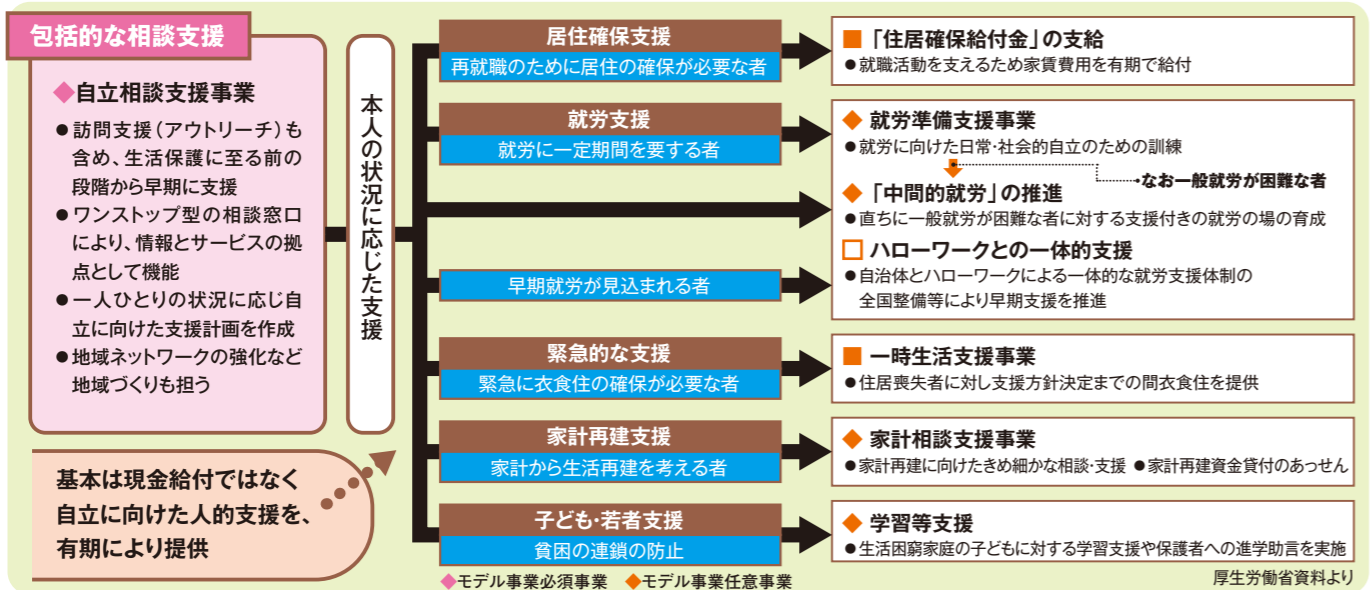 包括的な相談支援
◆自立相談支援事業
●訪問支援(アウトリーチ)も
含め、生活保護に至る前の
段階から早期に支援
●ワンストップ型の相談窓口
により、情報とサービスの拠
点として機能
●一人ひとりの状況に応じ自
立に向けた支援計画を作成
●地域ネットワークの強化など
地域づくりも担う
基本は現金給付ではなく
自立に向けた人的支援を、
有期により提供
本人の状況に応じた支援
居住確保支援
再就職のために居住の確保が必要な者
■「住居確保給付金」の支給
●就職活動を支えるため家賃費用を有期で給付
就労支援
就労に一定期間を要する者
◆就労準備支援事業
●就労に向けた日常・社会的自立のための訓練
なお一般就労が困難な者
◆「中間的就労」の推進
●直ちに一般就労が困難な者に対する支援付きの就労の場の育成
早期就労が見込まれる者
□ハローワークとの一体的支援
●自治体とハローワークによる一体的な就労支援体制の
全国整備等により早期支援を推進
緊急的な支援
緊急に衣食住の確保が必要な者
■一時生活支援事業
●住居喪失者に対し支援方針決定までの間衣食住を提供
家計再建支援
家計から生活再建を考える者
◆家計相談支援事業
●家計再建に向けたきめ細かな相談・支援 ●家計再建資金貸付のあっせん
子ども・若者支援
貧困の連鎖の防止
◆学習等支援
●生活困窮家庭の子どもに対する学習支援や保護者への進学助言を実施
◆モデル事業必須事業 ◆モデル事業任意事業
厚生労働省資料より